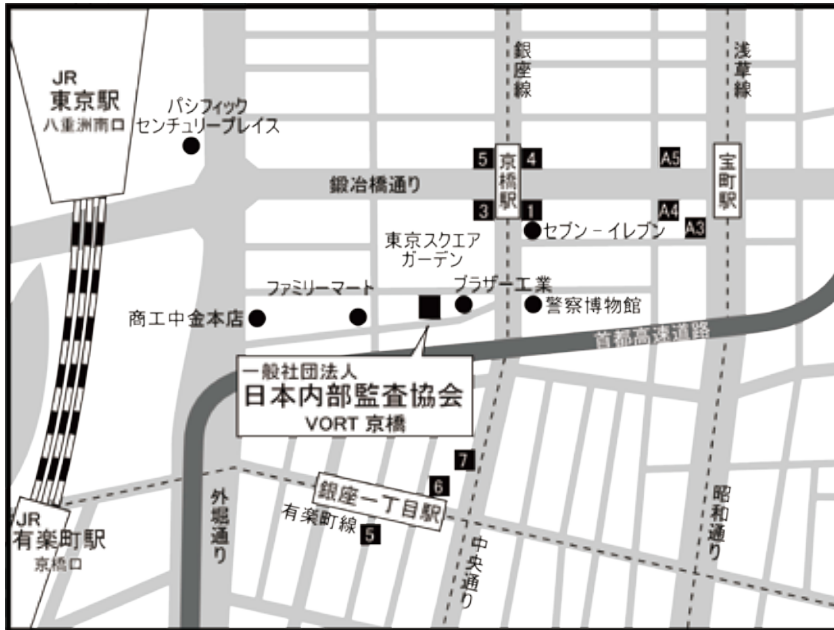 JR
東京駅
八重洲南口
パシフィック
センチュリープレイス
銀座線
浅草線
5
京橋駅
4
A5
宝町駅
鍛冶橋通り
3
1
A4
A3
セブン－イレブン
東京スクエア
ガーデン
ファミリーマート
ブラザー工業
商工中金本店
警察博物館
首都高速道路
一般社団法人
日本内部監査協会
VORT 京橋
7
6
銀座一丁目駅
有楽町線
5
外堀通り
中央通り
昭和通り
JR
有楽町駅
京橋口